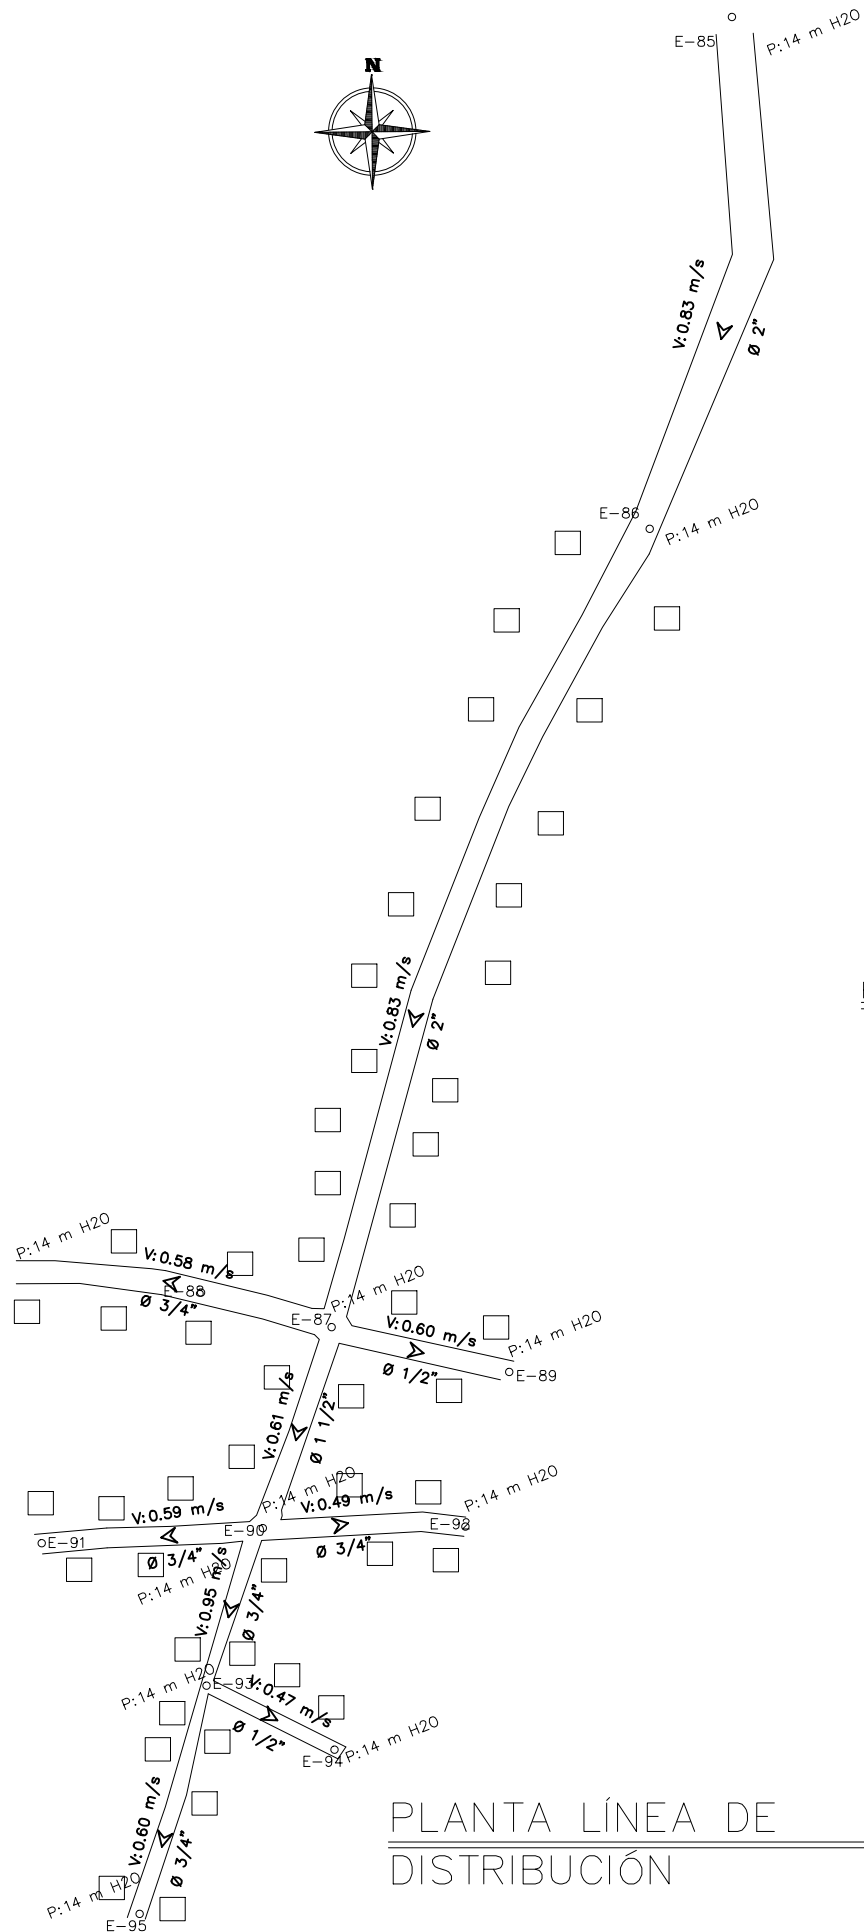 E-85
P:14 m H20
N
V:0.83 m/s
Ø 2"
E-86
P:14 m H20
V:0.83 m/s
Ø 2"
P:14 m H20
V:0.58 m/s
E-88
Ø 3/4"
P:14 m H20
E-87
V:0.60 m/s
P:14 m H20
Ø 1/2"
E-89
V:0.61 m/s
Ø 1 1/2"
P:14 m H20
V:0.59 m/s
V:0.49 m/s
P:14 m H20
E-90
E-92
E-91
Ø 3/4"
Ø 3/4"
P:14 m H20
V:0.95 m/s
Ø 3/4"
P:14 m H20
E-93
V:0.47 m/s
Ø 1/2"
E-94
P:14 m H20
V:0.60 m/s
Ø 3/4"
P:14 m H20
E-95
PLANTA LÍNEA DE
DISTRIBUCIÓN